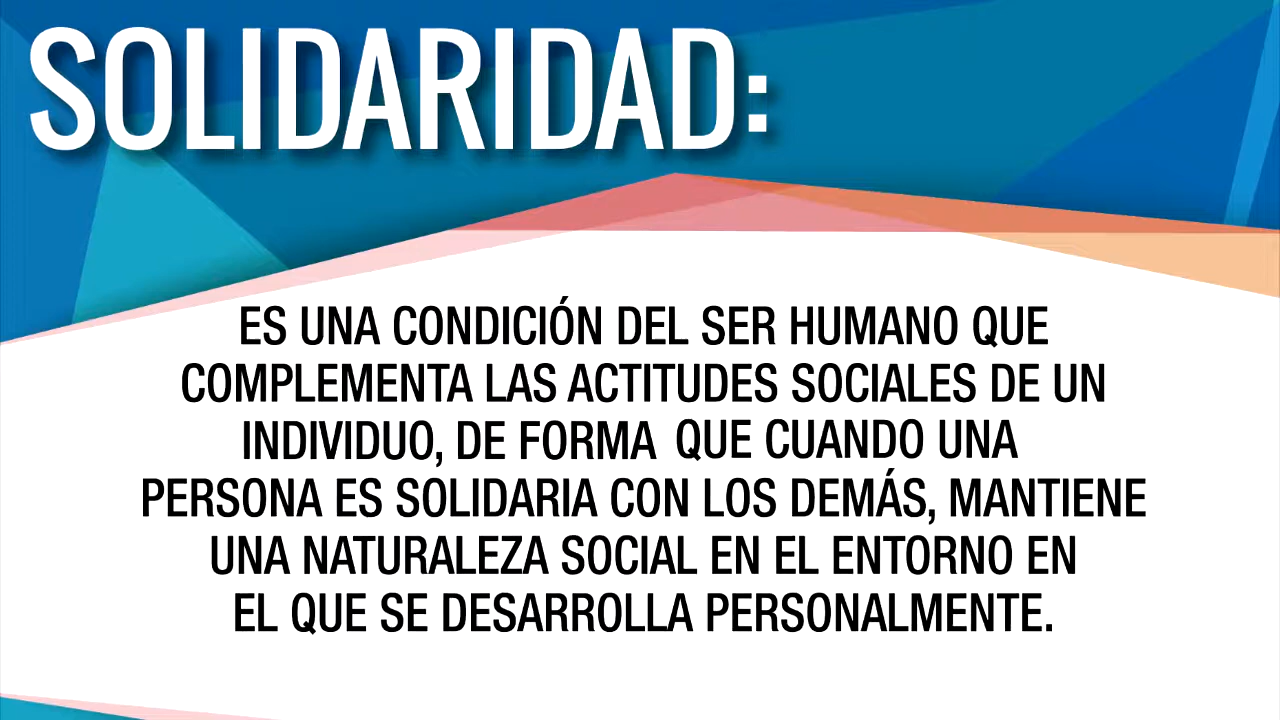 SOLIDARIDAD:
ES UNA CONDICIÓN DEL SER HUMANO QUE
COMPLEMENTA LAS ACTITUDES SOCIALES DE UN
INDIVIDUO, DE FORMA QUE CUANDO UNA
PERSONA ES SOLIDARIA CON LOS DEMÁS, MANTIENE
UNA NATURALEZA SOCIAL EN EL ENTORNO EN
EL QUE SE DESARROLLA PERSONALMENTE.